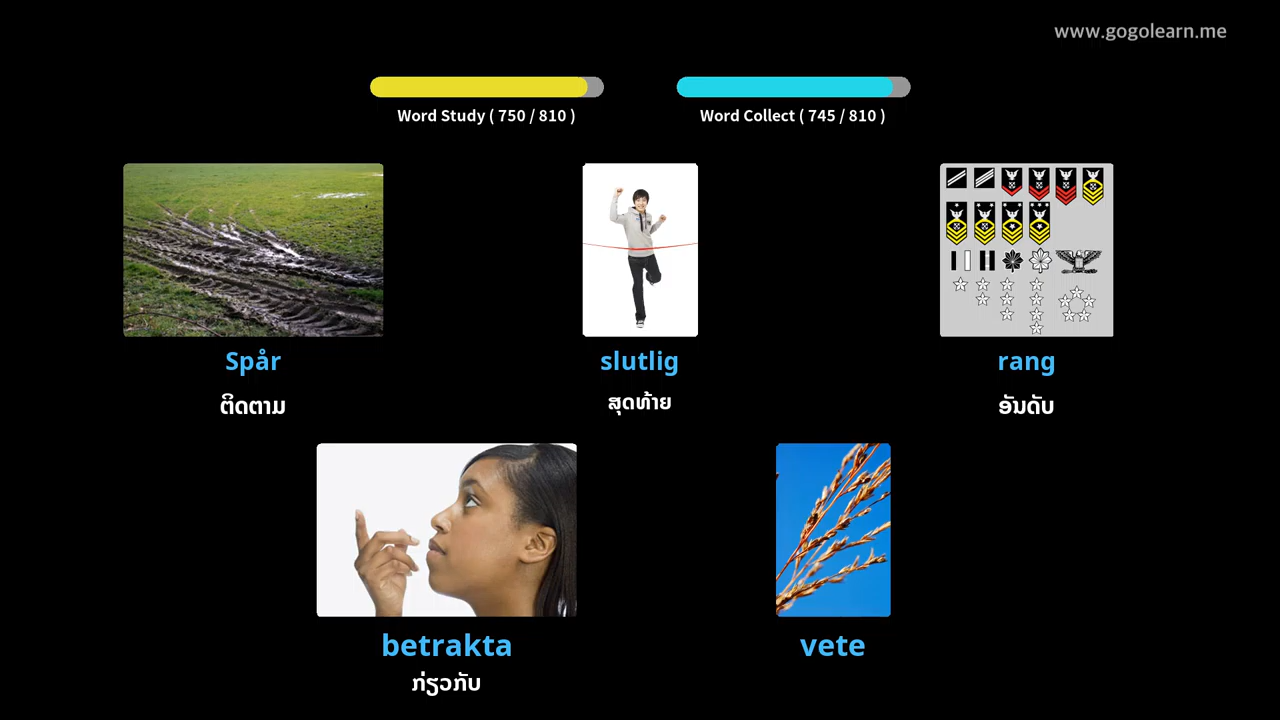 www.gogolearn.me
Word Study ( 750 / 810 )
Word Collect ( 745 / 810 )
Spår
ຕິດຕາມ
slutlig
ສຸດທ້າຍ
rang
ອັນດັບ
betrakta
ກ່ຽວກັບ
vete